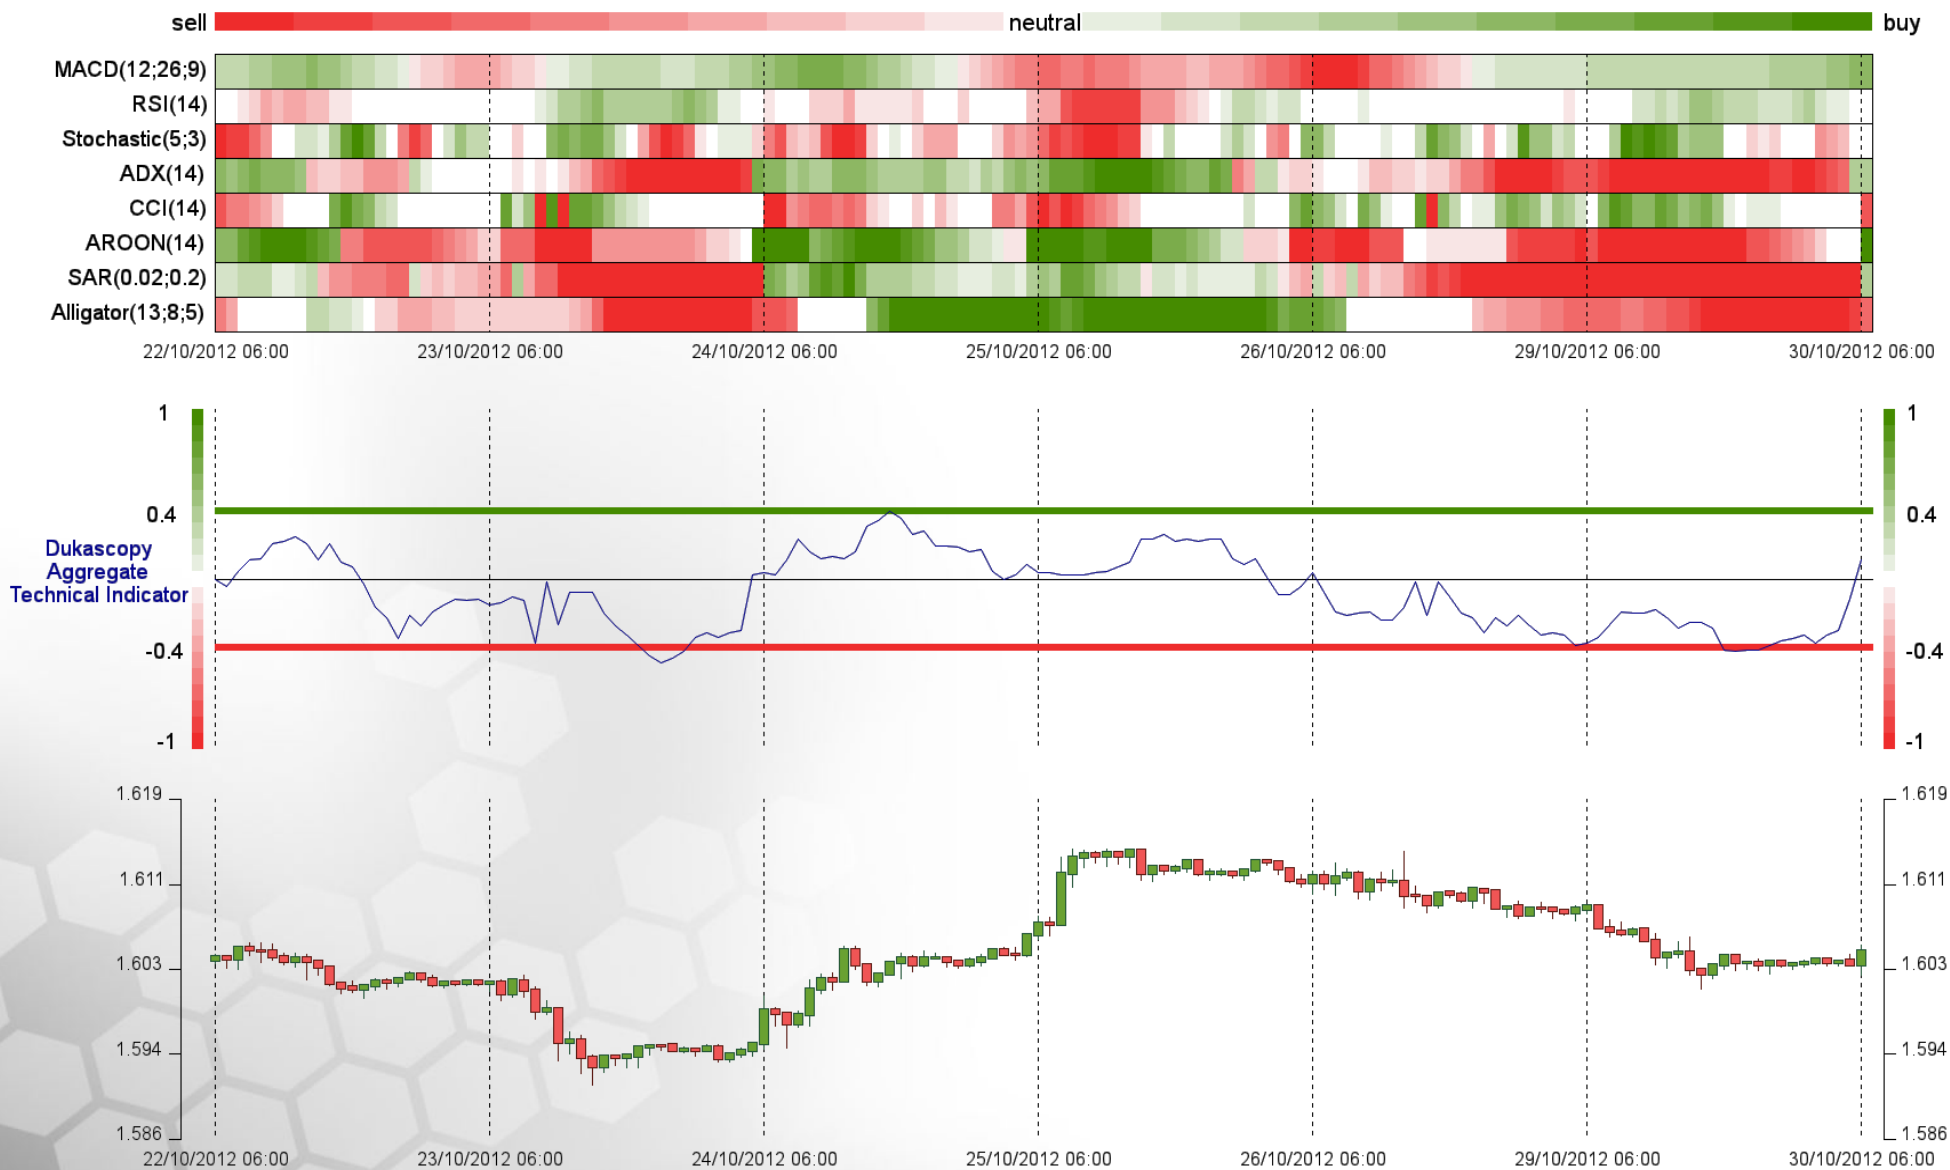 sell neutral buy
MACD(12;26;9)
RSI(14)
Stochastic(5;3)
ADX(14)
CCI(14)
AROON(14)
SAR(0.02;0.2)
Alligator(13;8;5)
22/10/2012 06:00 23/10/2012 06:00 24/10/2012 06:00 25/10/2012 06:00 26/10/2012 06:00 29/10/2012 06:00 30/10/2012 06:00
1 1
0.4 0.4
Dukascopy
Aggregate
Technical Indicator
-0.4 -0.4
-1 -1
1.619 1.619
1.611 1.611
1.603 1.603
1.594 1.594
1.586 1.586
22/10/2012 06:00 23/10/2012 06:00 24/10/2012 06:00 25/10/2012 06:00 26/10/2012 06:00 29/10/2012 06:00 30/10/2012 06:00